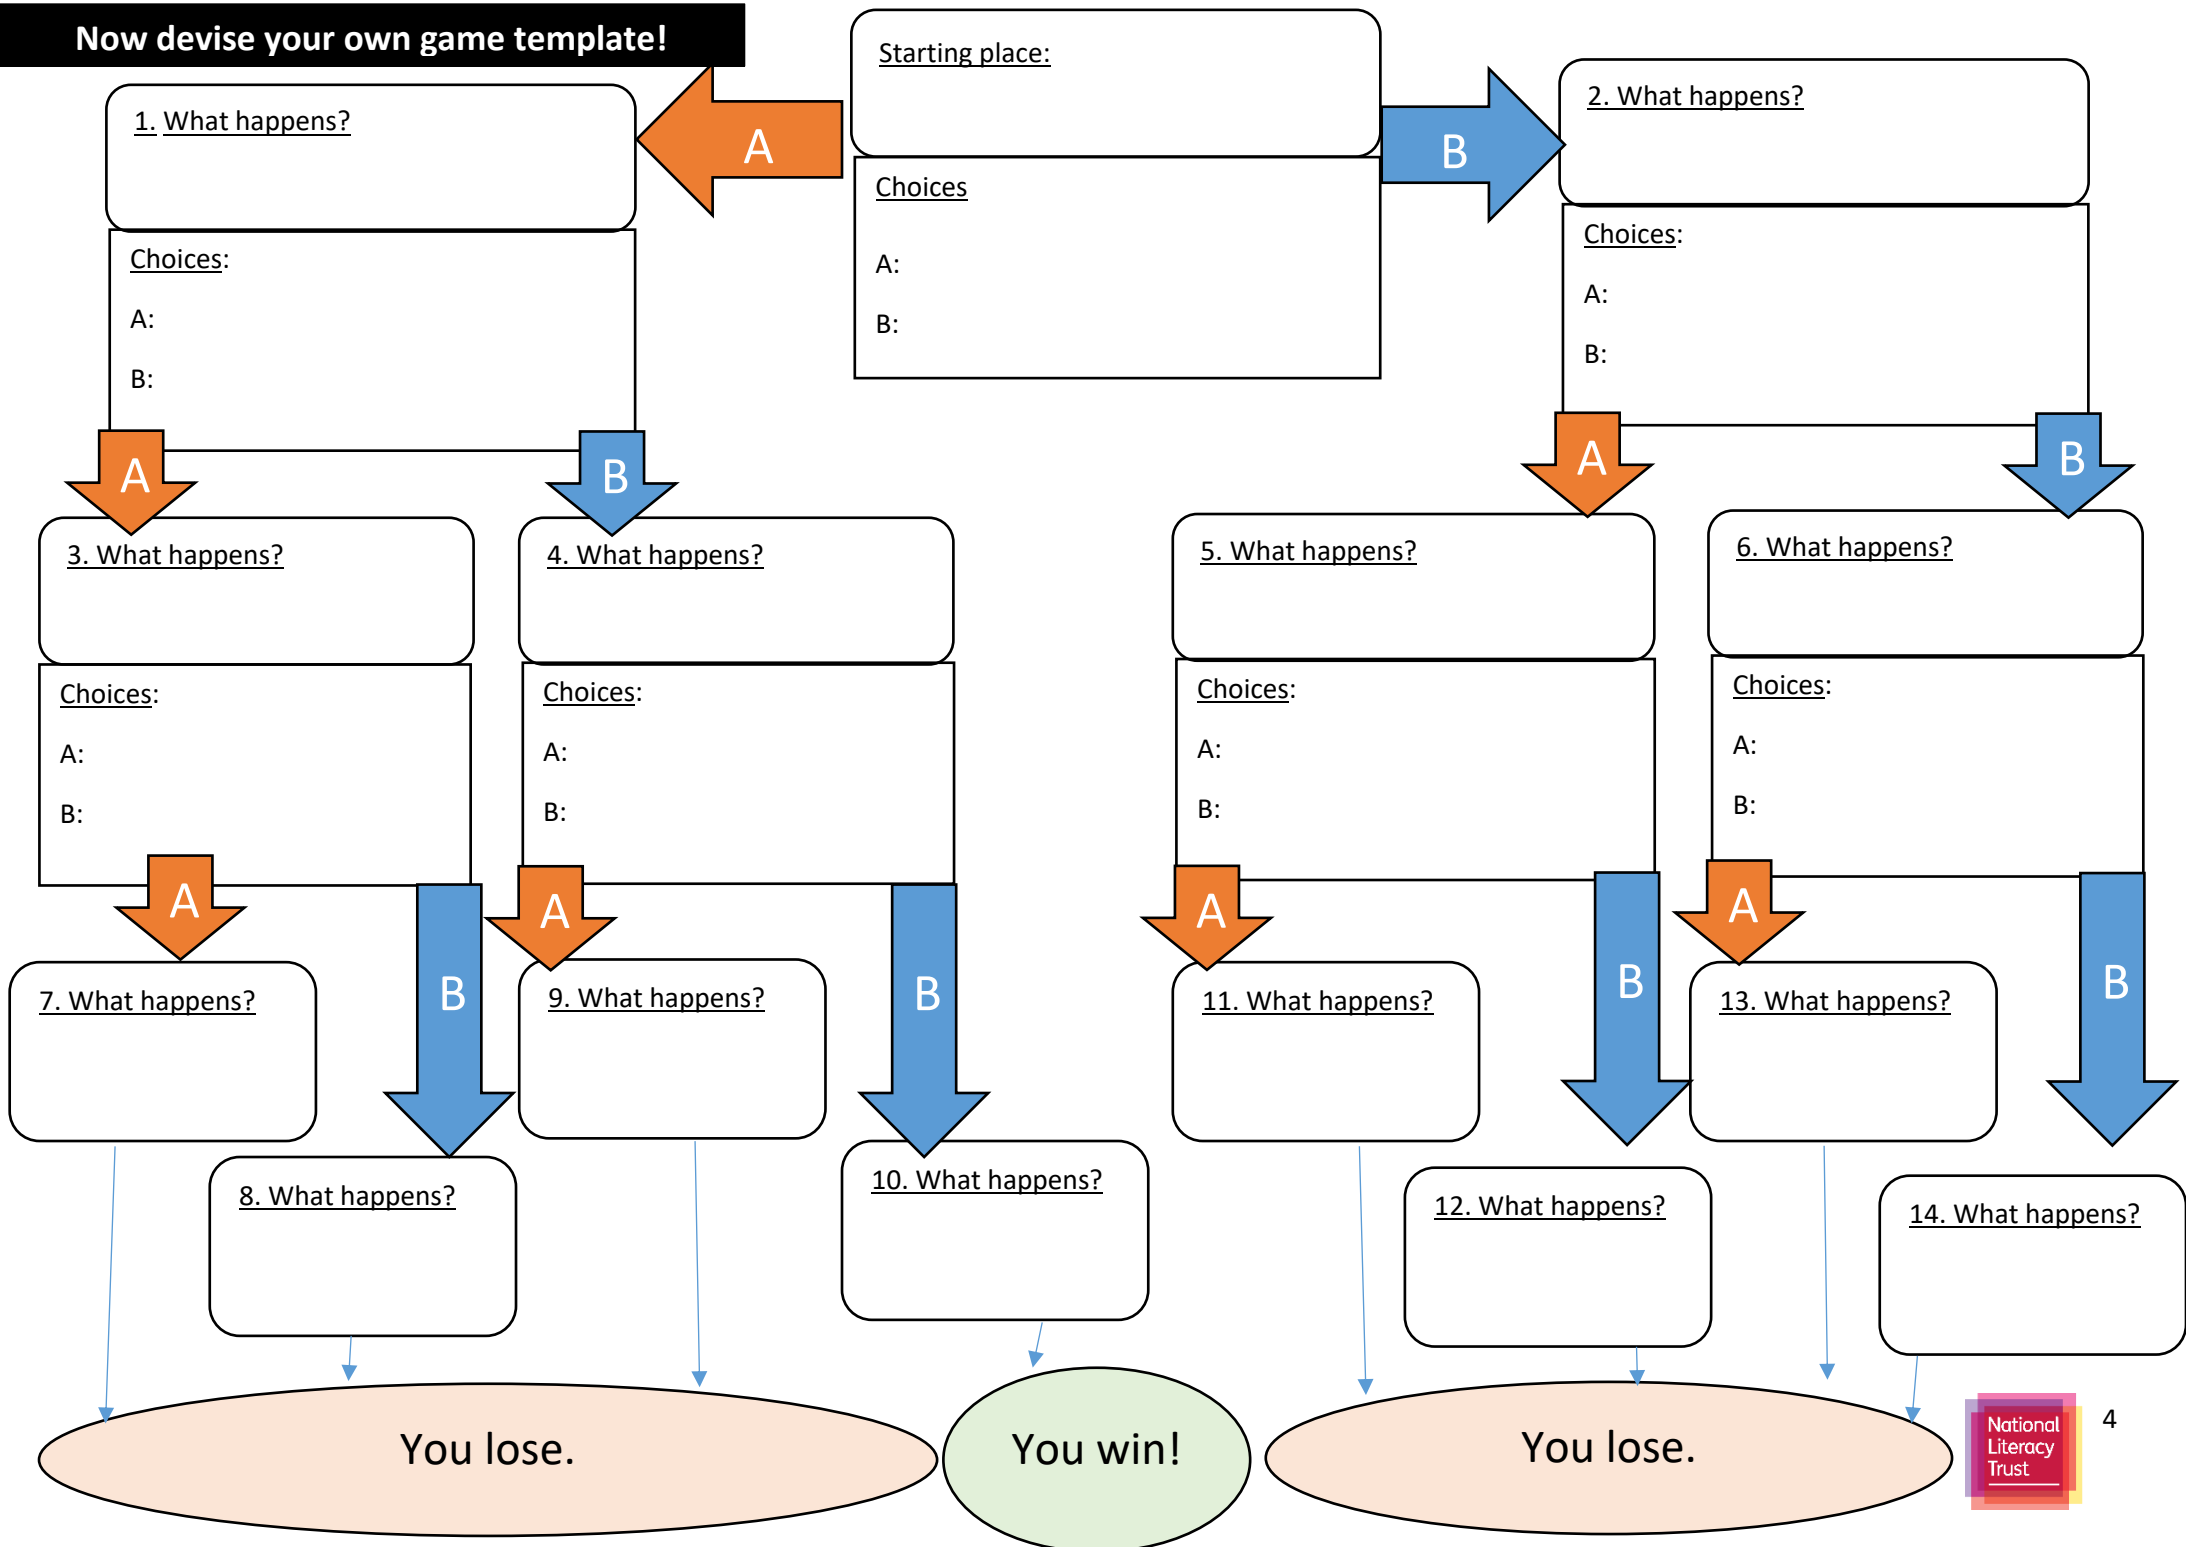 Now devise your own game template!
Starting place:
A
B
1. What happens?
2. What happens?
Choices
A:
B:
Choices:
A:
B:
Choices:
A:
B:
A
B
A
B
3. What happens?
4. What happens?
5. What happens?
6. What happens?
Choices:
A:
B:
Choices:
A:
B:
Choices:
A:
B:
Choices:
A:
B:
A
B
A
B
A
B
A
B
7. What happens?
9. What happens?
11. What happens?
13. What happens?
8. What happens?
10. What happens?
12. What happens?
14. What happens?
You lose.
You win!
You lose.
National
Literacy
Trust
4